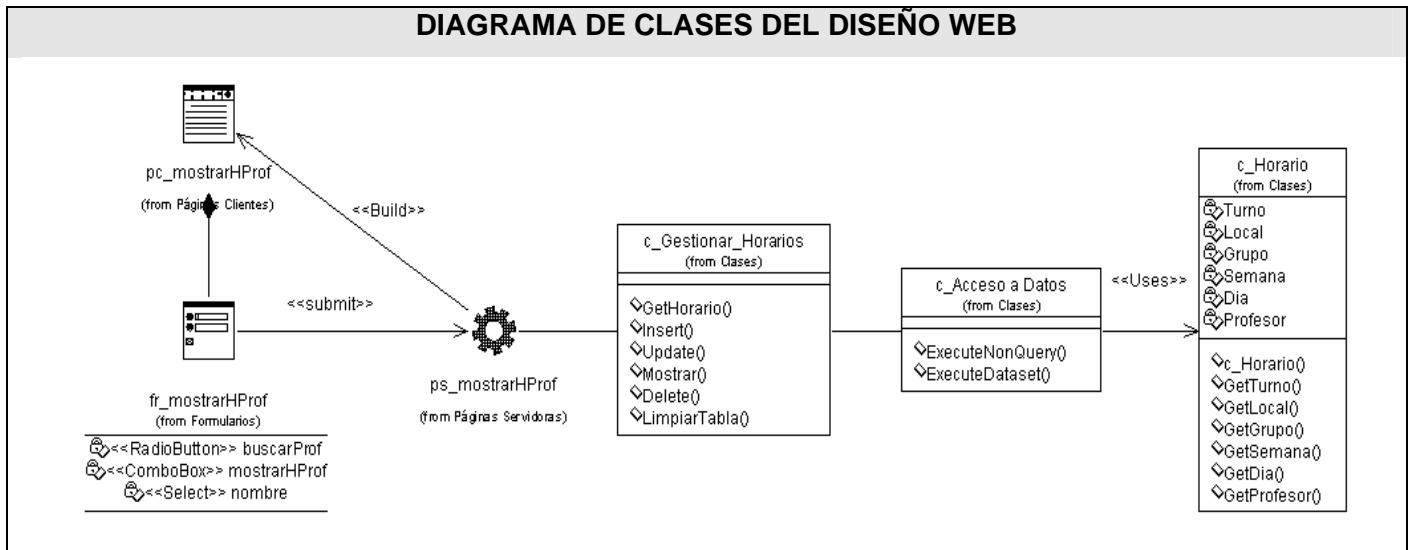 DIAGRAMA DE CLASES DEL DISEÑO WEB
pc_mostrarHProf
(from Páginas Clientes)
<<Build>>
<<submit>>
fr_mostrarHProf
(from Formularios)
<<RadioButton>> buscarProf
<<ComboBox>> mostrarHProf
<<Select>> nombre
ps_mostrarHProf
(from Páginas Servidoras)
c_Gestionar_Horarios
(from Clases)
GetHorario()
Insert()
Update()
Mostrar()
Delete()
LimpiarTabla()
c_Acceso a Datos
(from Clases)
ExecuteNonQuery()
ExecuteDataset()
<<Uses>>
c_Horario
(from Clases)
Turno
Local
Grupo
Semana
Dia
Profesor
c_Horario()
GetTurno()
GetLocal()
GetGrupo()
GetSemana()
GetDia()
GetProfesor()